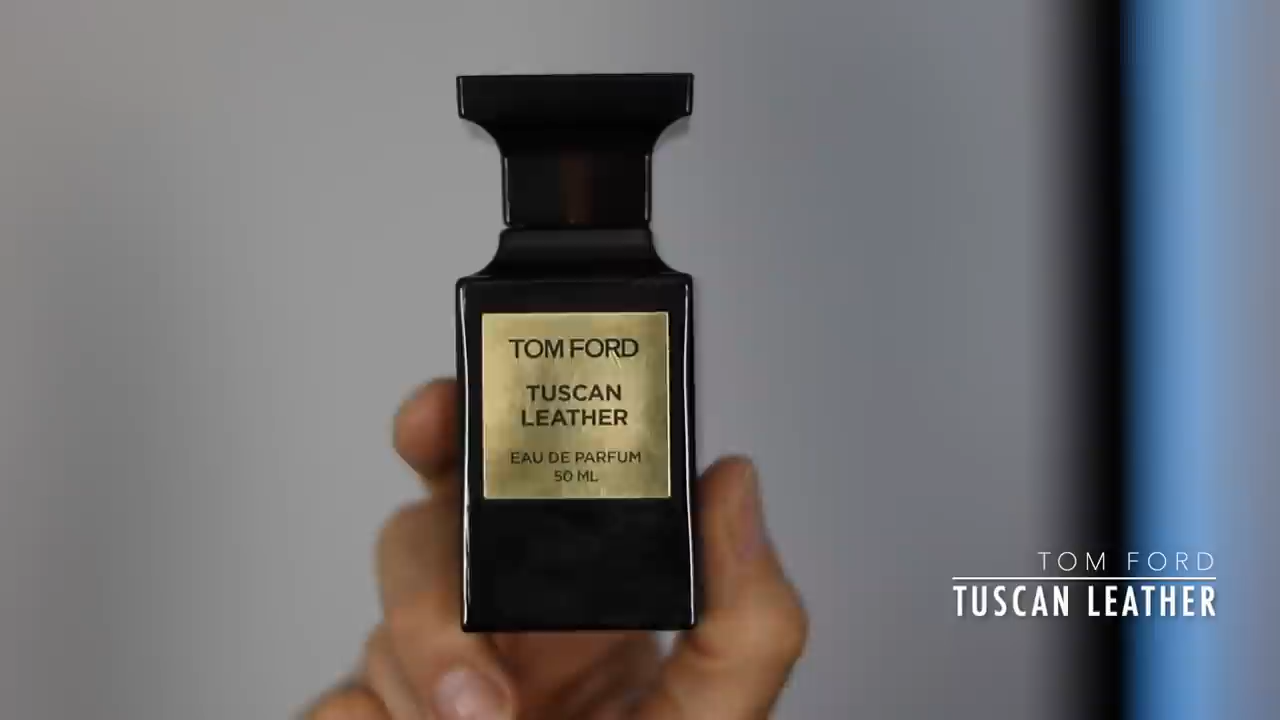 TOM FORD
TUSCAN
LEATHER
EAU DE PARFUM
50 ML
TOM FORD
TUSCAN LEATHER